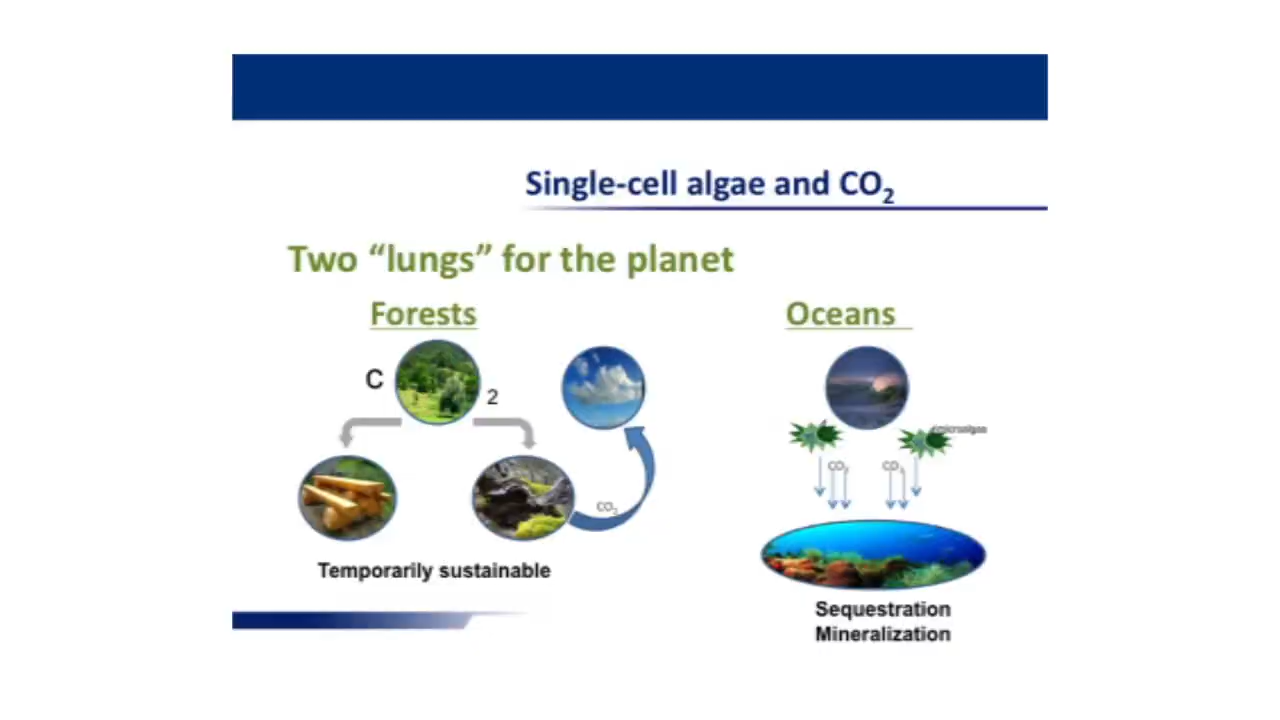 Single-cell algae and CO₂
Two “lungs” for the planet
Forests
Oceans
C
2
microalgae
CO₂
CO₂
CO₂
Temporarily sustainable
Sequestration
Mineralization